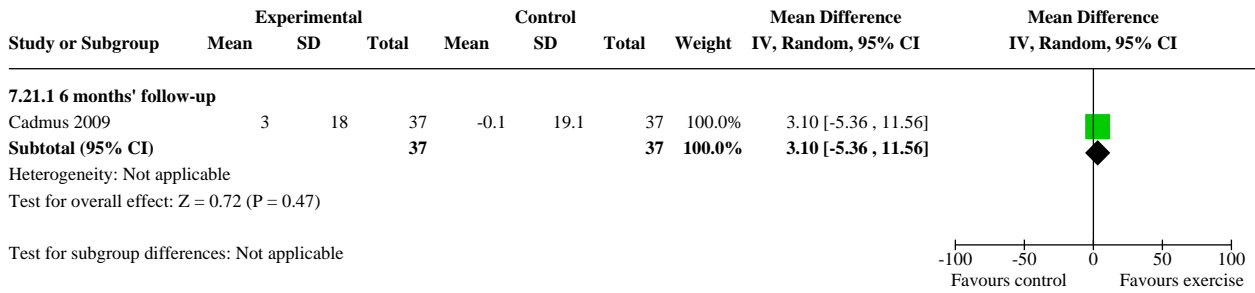 Experimental Control Mean Difference Mean Difference
Study or Subgroup Mean SD Total Mean SD Total Weight IV, Random, 95% CI IV, Random, 95% CI
7.21.1 6 months' follow-up
Cadmus 2009 3 18 37 -0.1 19.1 37 100.0% 3.10 [-5.36 , 11.56]
Subtotal (95% CI) 37 37 100.0% 3.10 [-5.36 , 11.56]
Heterogeneity: Not applicable
Test for overall effect: Z = 0.72 (P = 0.47)
Test for subgroup differences: Not applicable
-100 -50 0 50 100
Favours control Favours exercise